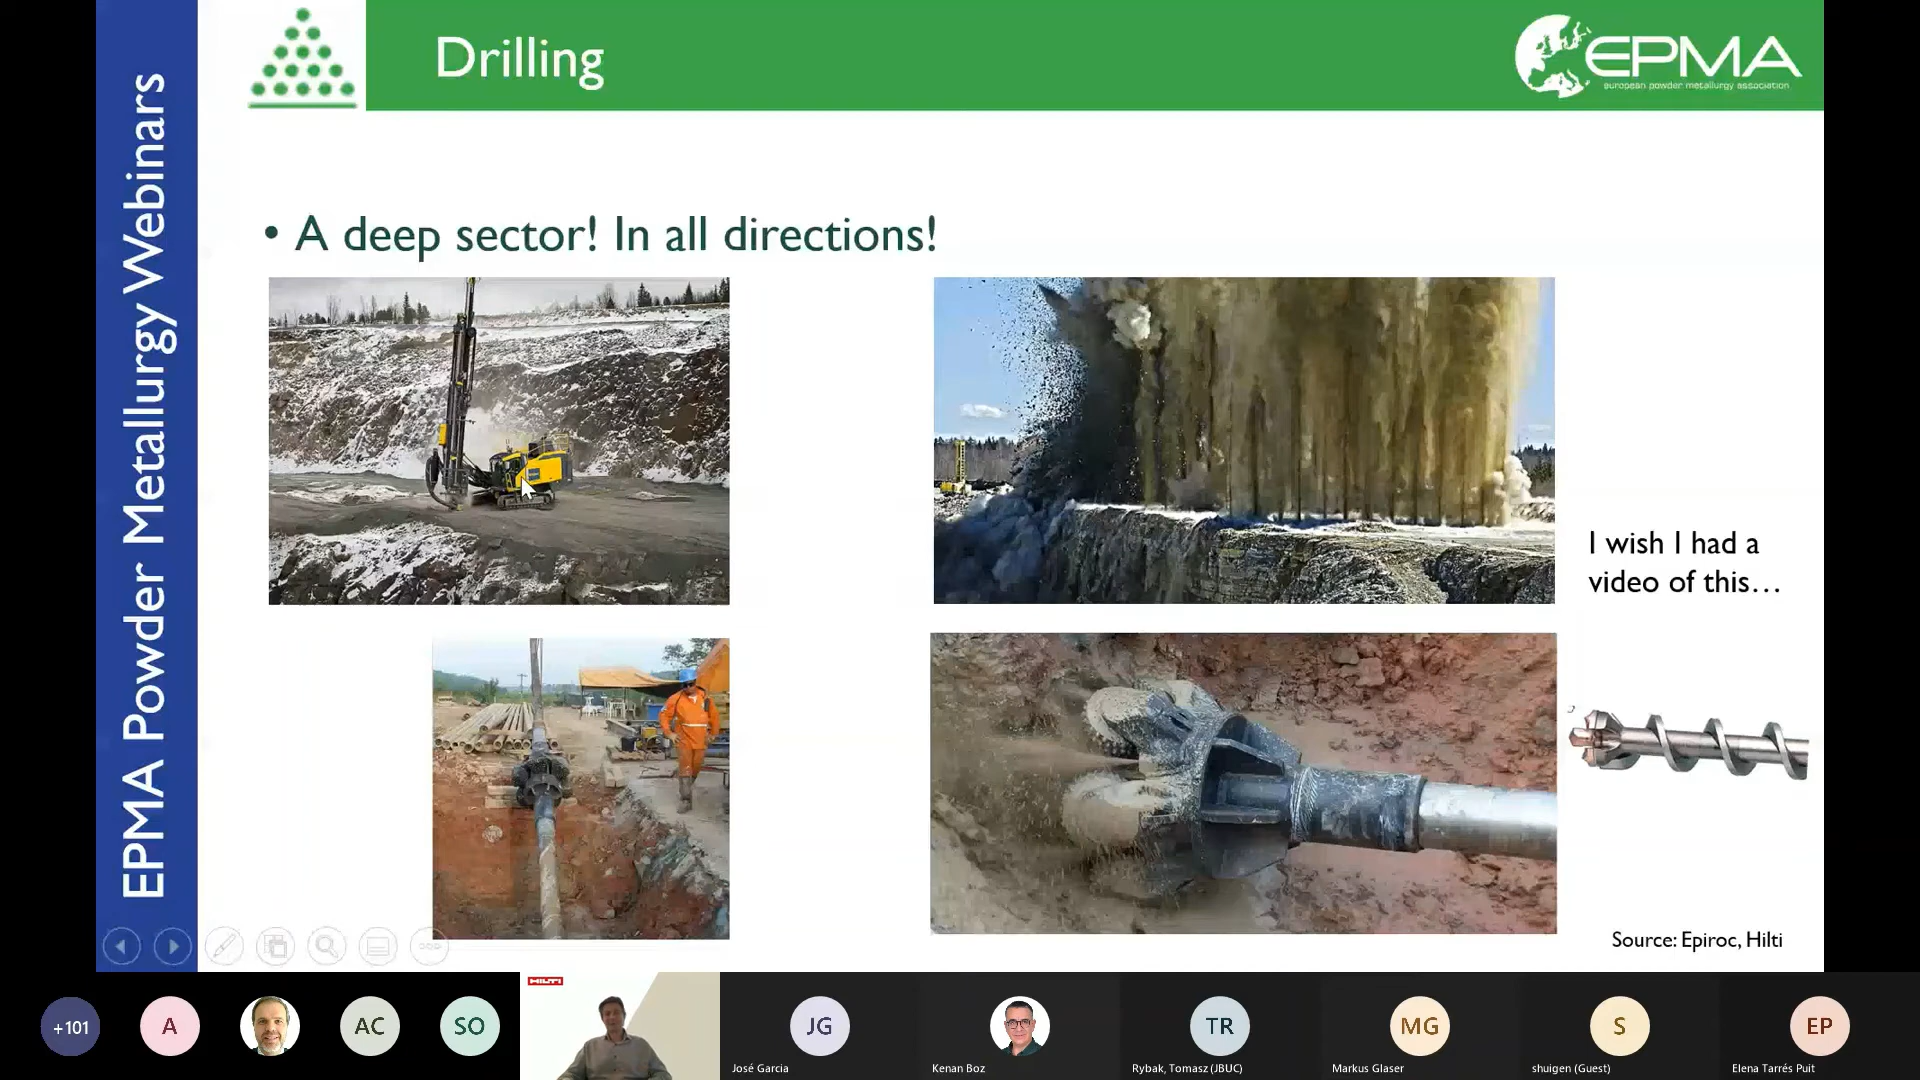 Drilling
EPMA
european powder metallurgy association
EPMA Powder Metallurgy Webinars
• A deep sector! In all directions!
I wish I had a
video of this...
Source: Epiroc, Hilti
HILTI
+101
A
AC
SO
JG
TR
MG
S
EP
José Garcia
Kenan Boz
Rybak, Tomasz (JBUC)
Markus Glaser
shuigen (Guest)
Elena Tarrés Puit